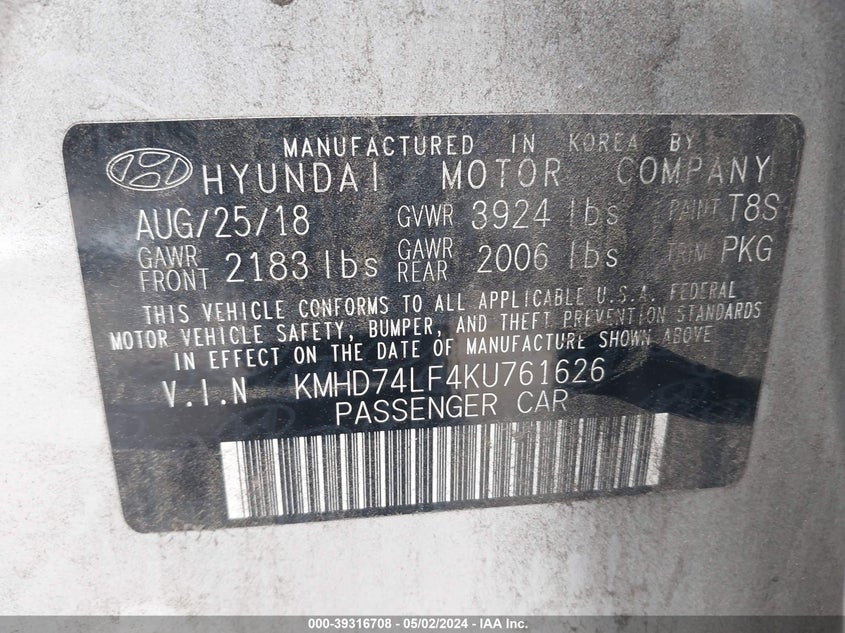 MANUFACTURED IN KOREA BY
HYUNDAI MOTOR COMPANY
AUG/25/18 GVWR 3924 lbs PAINT T8S
GAWR FRONT 2183 lbs GAWR REAR 2006 lbs TRIM PKG
THIS VEHICLE CONFORMS TO ALL APPLICABLE U.S.A. FEDERAL
MOTOR VEHICLE SAFETY, BUMPER, AND THEFT PREVENTION STANDARDS
IN EFFECT ON THE DATE OF MANUFACTURE SHOWN ABOVE
V.I.N KMHD74LF4KU761626
PASSENGER CAR
000-39316708 - 05/02/2024 - IAA Inc.